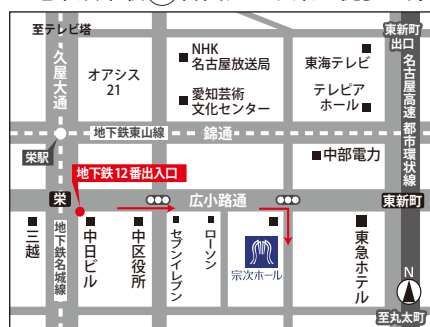 至テレビ塔
久屋大通
オアシス
21
NHK
名古屋放送局
愛知芸術
文化センター
東海テレビ
テレピア
ホール
東新町
出口
名古屋高速 都市環状線
地下鉄東山線
錦通
栄駅
中部電力
地下鉄12番出入口
栄
広小路通
東新町
三越
地下鉄名城線
中日ビル
中区役所
セブンイレブン
ローソン
宗次ホール
東急ホテル
N
至丸太町